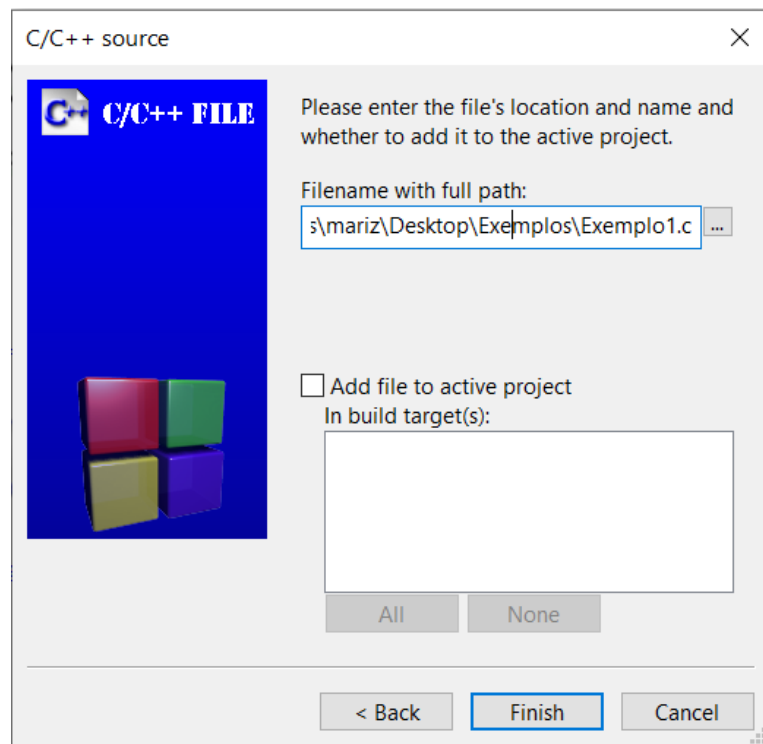 C/C++ source
C++ C/C++ FILE
Please enter the file's location and name and
whether to add it to the active project.
Filename with full path:
s\mariz\Desktop\Exemplos\Exemplo1.c
...
Add file to active project
In build target(s):
All None
< Back Finish Cancel